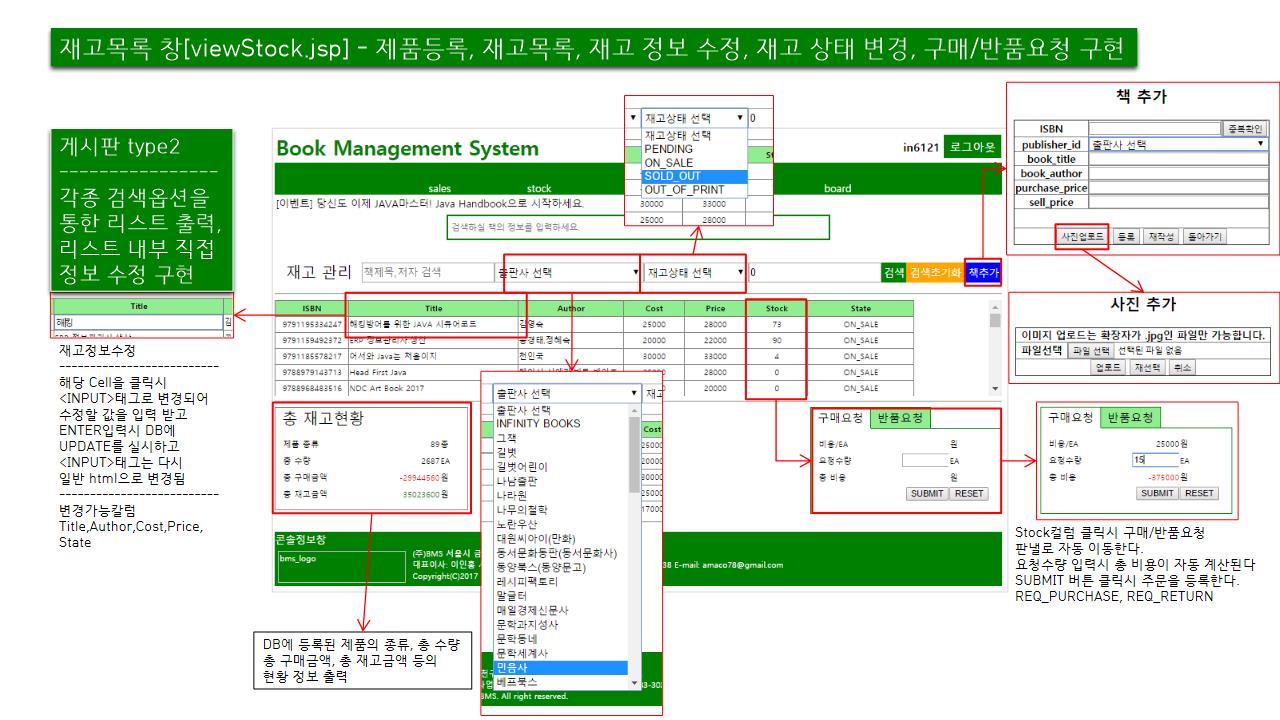 재고목록 창[viewStock.jsp] – 제품등록, 재고목록, 재고 정보 수정, 재고 상태 변경, 구매/반품요청 구현
게시판 type2
-----------------
각종 검색옵션을
통한 리스트 출력,
리스트 내부 직접
정보 수정 구현
Title
해킹
김
재고정보수정
--------------------------
해당 Cell을 클릭시
<INPUT>태그로 변경되어
수정할 값을 입력 받고
ENTER입력시 DB에
UPDATE를 실시하고
<INPUT>태그는 다시
일반 html으로 변경됨
--------------------------
변경가능칼럼
Title,Author,Cost,Price,
State
Book Management System
in6121 로그아웃
sales stock board
[이벤트] 당신도 이제 JAVA마스터! Java Handbook으로 시작하세요.
검색하실 책의 정보를 입력하세요.
재고상태 선택 0
재고상태 선택
PENDING
ON_SALE
SOLD_OUT
OUT_OF_PRINT
St
30000 33000
25000 28000
재고 관리 책제목,저자 검색 출판사 선택 재고상태 선택 0 검색 검색초기화 책추가
ISBN Title Author Cost Price Stock State
9791195334247 해킹방어를 위한 JAVA 시큐어코드 김영숙 25000 28000 73 ON_SALE
9791159492372 ERP 정보관리사 생산 20000 22000 90 ON_SALE
9791185578217 어서와 Java는 처음이지 천인국 30000 33000 4 ON_SALE
9788979143713 Head First Java 28000 0 ON_SALE
9788968483516 NDC Art Book 2017 20000 0 ON_SALE
총 재고현황
제품 종류 89종
총 수량 2687EA
총 구매금액 -29944560원
총 재고금액 35023600원
출판사 선택 재고
출판사 선택
INFINITY BOOKS
그책
길벗
길벗어린이
나남출판
나라원
나무의철학
노란우산
대원씨아이(만화)
동서문화동판(동서문화사)
동양북스(동양문고)
레시피팩토리
말글터
매일경제신문사
문학과지성사
문학동네
문학세계사
민음사
베프북스
Cost
25000
20000
30000
25000
17000
BMS. All right reserved.
구매요청 반품요청
비용/EA 원
요청수량 EA
총 비용 원
SUBMIT RESET
구매요청 반품요청
비용/EA 25000원
요청수량 15 EA
총 비용 -375000원
SUBMIT RESET
콘솔정보창
bms_logo
(주)BMS 서울시 금
대표이사: 이인홍
38 E-mail: amaco78@gmail.com
Copyright(C)2017
DB에 등록된 제품의 종류, 총 수량
총 구매금액, 총 재고금액 등의
현황 정보 출력
책 추가
ISBN 중복확인
publisher_id 출판사 선택
book_title
book_author
purchase_price
sell_price
사진업로드 등록 재작성 돌아가기
사진 추가
이미지 업로드는 확장자가 .jpg인 파일만 가능합니다.
파일선택 파일 선택 선택된 파일 없음
업로드 재선택 취소
Stock컬럼 클릭시 구매/반품요청
판넬로 자동 이동한다.
요청수량 입력시 총 비용이 자동 계산된다
SUBMIT 버튼 클릭시 주문을 등록한다.
REQ_PURCHASE, REQ_RETURN